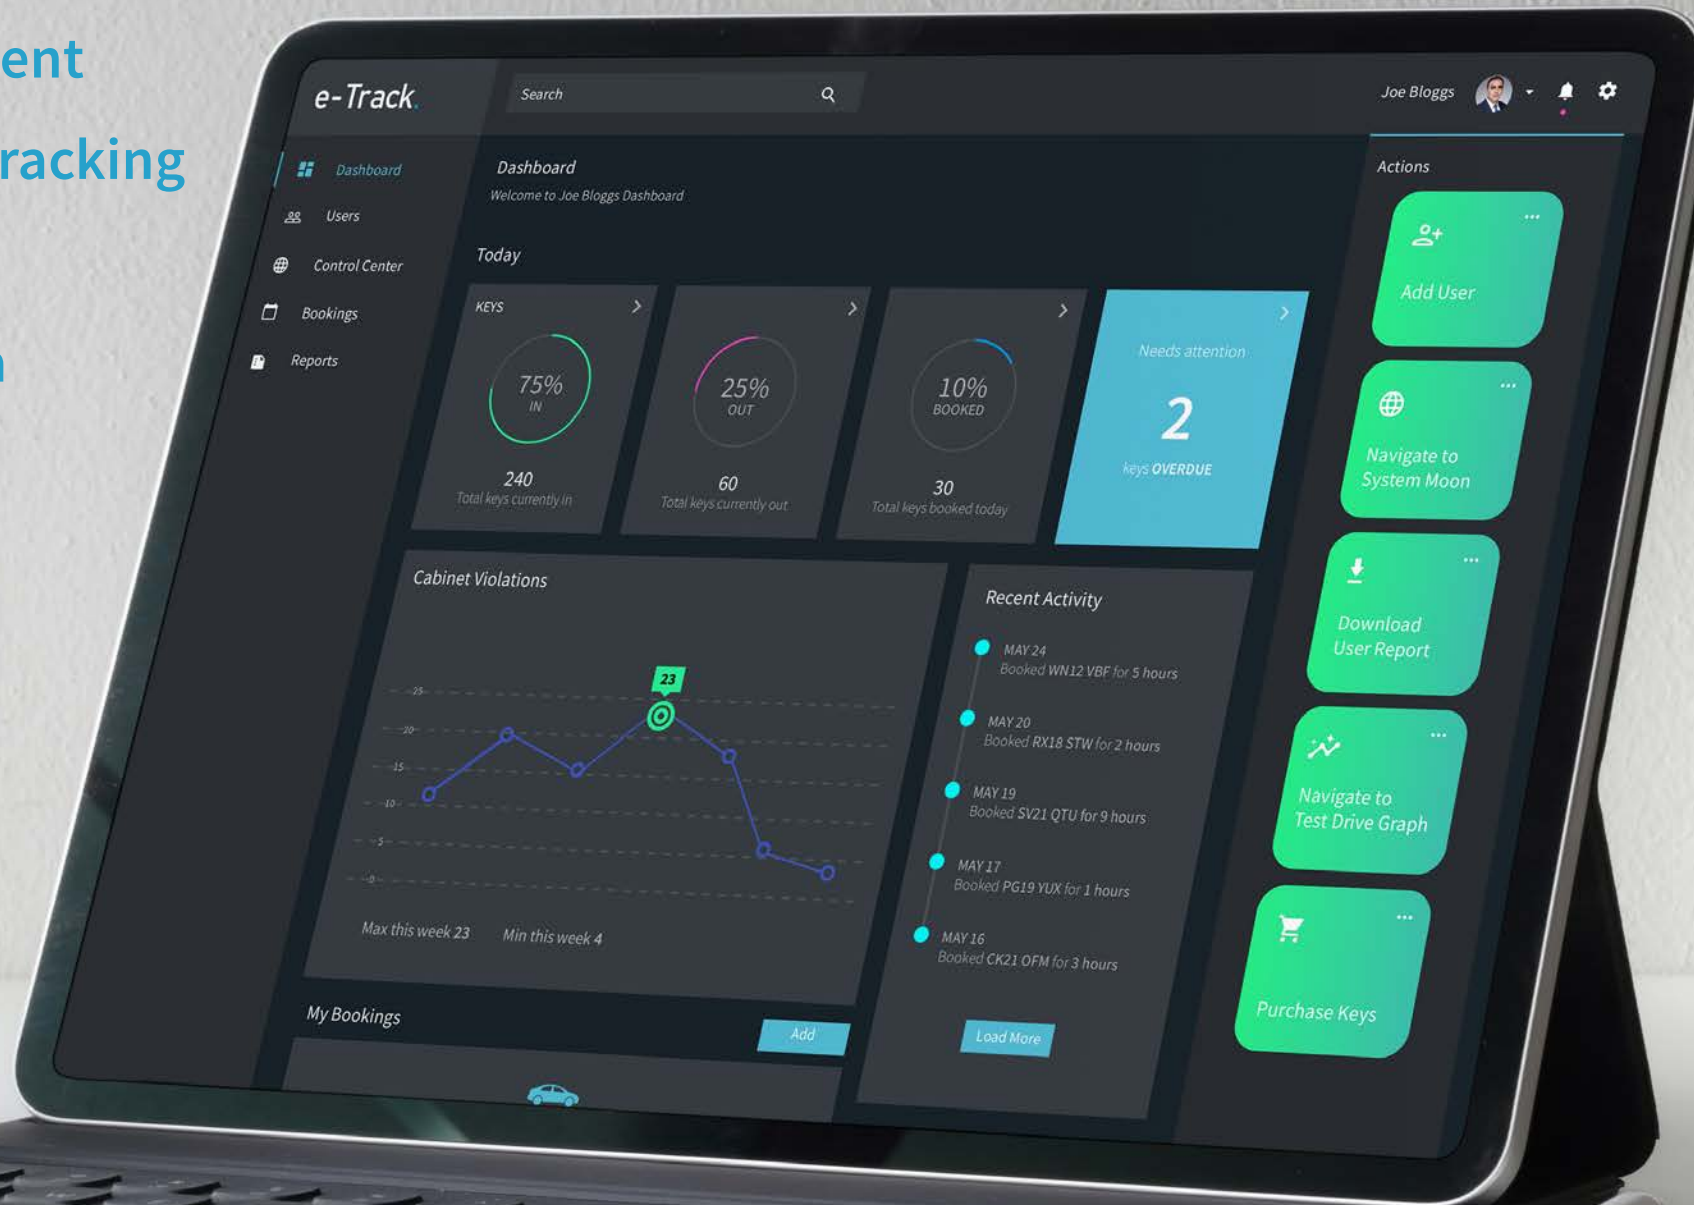 ent
racking
e-Track.
Search
Joe Bloggs
Dashboard
Users
Control Center
Bookings
Reports
Dashboard
Welcome to Joe Bloggs Dashboard
Today
KEYS
75%
IN
240
Total keys currently in
25%
OUT
60
Total keys currently out
10%
BOOKED
30
Total keys booked today
Needs attention
2
keys OVERDUE
Cabinet Violations
23
25
20
15
10
5
0
Max this week 23
Min this week 4
Recent Activity
MAY 24
Booked WN12 VBF for 5 hours
MAY 20
Booked RX18 STW for 2 hours
MAY 19
Booked SV21 QTU for 9 hours
MAY 17
Booked PG19 YUX for 1 hours
MAY 16
Booked CK21 OFM for 3 hours
Load More
My Bookings
Add
Actions
Add User
Navigate to
System Moon
Download
User Report
Navigate to
Test Drive Graph
Purchase Keys